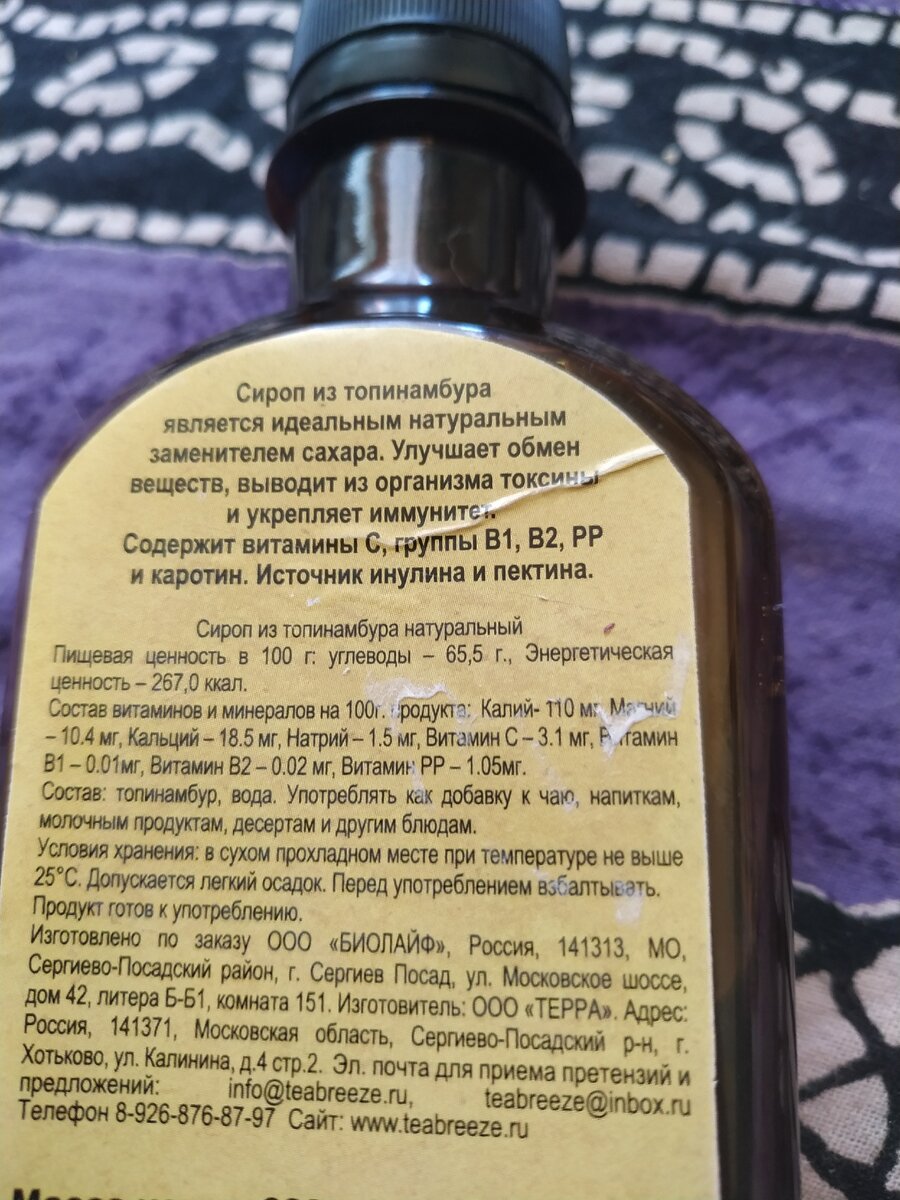 Сироп из топинамбура
является идеальным натуральным
заменителем сахара. Улучшает обмен
веществ, выводит из организма токсины
и укрепляет иммунитет.
Содержит витамины С, группы В1, В2, РР
и каротин. Источник инулина и пектина.
Сироп из топинамбура натуральный
Пищевая ценность в 100 г: углеводы – 65,5 г., Энергетическая
ценность – 267,0 ккал.
Состав витаминов и минералов на 100г. продукта: Калий- 110 мг, Магний
– 10.4 мг, Кальций – 18.5 мг, Натрий – 1.5 мг, Витамин С – 3.1 мг, Витамин
В1 – 0.01мг, Витамин В2 – 0.02 мг, Витамин РР – 1.05мг.
Состав: топинамбур, вода. Употреблять как добавку к чаю, напиткам,
молочным продуктам, десертам и другим блюдам.
Условия хранения: в сухом прохладном месте при температуре не выше
25°С. Допускается легкий осадок. Перед употреблением взбалтывать.
Продукт готов к употреблению.
Изготовлено по заказу ООО «БИОЛАЙФ», Россия, 141313, МО,
Сергиево-Посадский район, г. Сергиев Посад, ул. Московское шоссе,
дом 42, литера Б-Б1, комната 151. Изготовитель: ООО «ТЕРРА». Адрес:
Россия, 141371, Московская область, Сергиево-Посадский р-н, г.
Хотьково, ул. Калинина, д.4 стр.2. Эл. почта для приема претензий и
предложений: info@teabreeze.ru, teabreeze@inbox.ru
Телефон 8-926-876-87-97 Сайт: www.teabreeze.ru